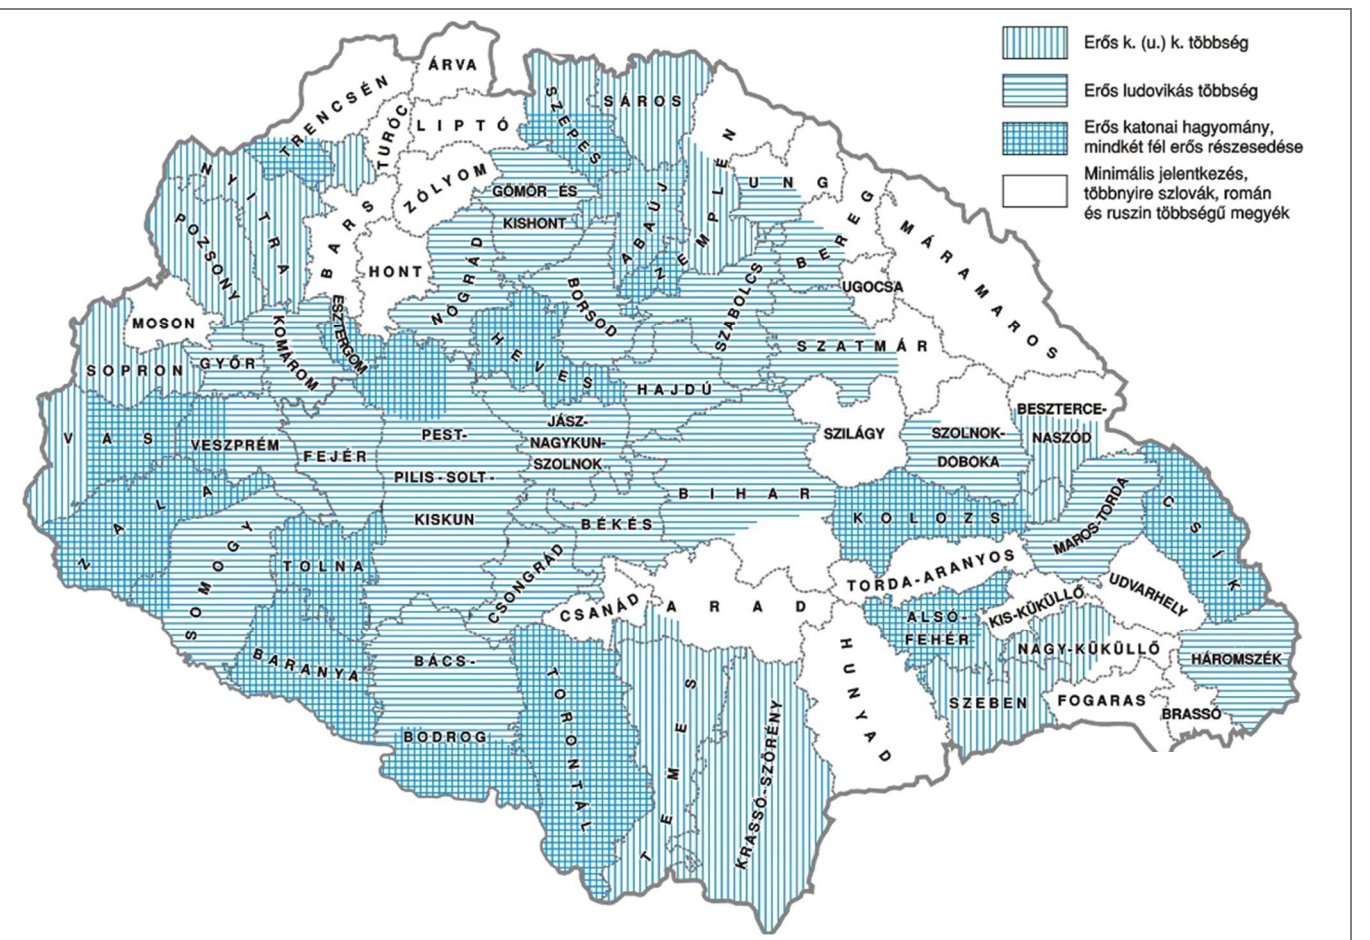 Erős k. (u.) k. többség
Erős ludovikás többség
Erős katonai hagyomány,
mindkét fél erős részesedése
Minimális jelentkezés,
többnyire szlovák, román
és ruszin többségű megyék
ÁRVA
TRENCSÉN
TURÓC
LIPTÓ
SZEPES
SÁROS
ZÓLYOM
NYITRA
POZSONY
BARS
HONT
GÖMÖR ÉS
KISHONT
NÓGRÁD
ABAÚJ
ZEMPLÉN
UNG
BEREG
MÁRAMAROS
UGOCSA
MOSON
SOPRON
GYŐR
KOMÁROM
ESZTERGOM
HEVES
BORSOD
SZABOLCS
SZATMÁR
HAJDÚ
VAS
VESZPRÉM
FEJÉR
PEST-
PILIS-SOLT-
KISKUN
JÁSZ-
NAGYKUN-
SZOLNOK
SZILÁGY
SZOLNOK-
DOBOKA
BESZTERCE-
NASZÓD
ZALA
SOMOGY
TOLNA
BIHAR
BÉKÉS
CSONGRÁD
KOLOZS
MAROS-TORDA
CSÍK
CSANÁD
ARAD
TORDA-ARANYOS
ALSÓ-
FEHÉR
KIS-KÜKÜLLŐ
UDVARHELY
BARANYA
BÁCS-
BODROG
TORONTÁL
TEMES
KRASSÓ-SZÖRÉNY
HUNYAD
NAGY-KÜKÜLLŐ
HÁROMSZÉK
SZEBEN
FOGARAS
BRASSÓ